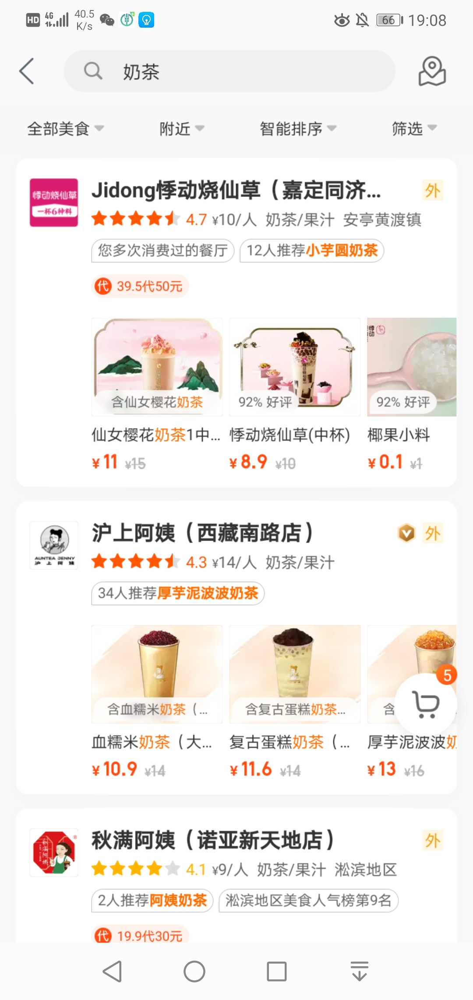 HD 4G 40.5 K/s 66 19:08
奶茶
全部美食 附近 智能排序 筛选
悸动烧仙草
一杯6种料
Jidong悸动烧仙草（嘉定同济... 外
4.7 ¥10/人 奶茶/果汁 安亭黄渡镇
您多次消费过的餐厅 12人推荐小芋圆奶茶
代 39.5代50元
含仙女樱花奶茶 92% 好评 92% 好评
仙女樱花奶茶1中... 悸动烧仙草(中杯) 椰果小料
¥11 ¥15 ¥8.9 ¥10 ¥0.1 ¥1
AUNTEA JENNY
沪上阿姨
沪上阿姨（西藏南路店） 外
4.3 ¥14/人 奶茶/果汁
34人推荐厚芋泥波波奶茶
5
含血糯米奶茶（... 含复古蛋糕奶茶... 含
血糯米奶茶（大... 复古蛋糕奶茶（... 厚芋泥波波奶
¥10.9 ¥14 ¥11.6 ¥14 ¥13 ¥16
秋满阿姨
秋满阿姨（诺亚新天地店） 外
4.1 ¥9/人 奶茶/果汁 淞滨地区
2人推荐阿姨奶茶 淞滨地区美食人气榜第9名
代 19.9代30元